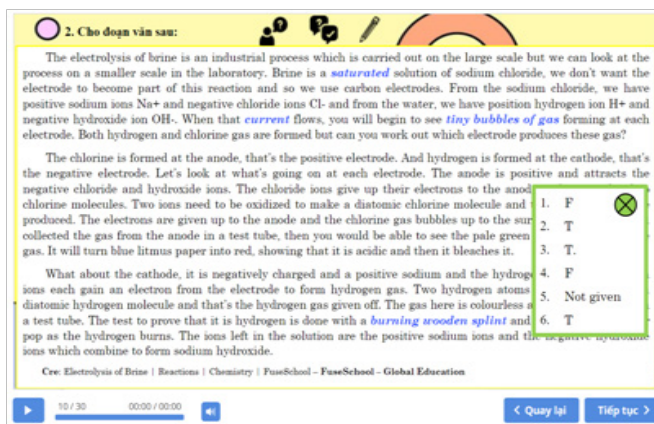 2. Cho đoạn văn sau:
The electrolysis of brine is an industrial process which is carried out on the large scale but we can look at the
process on a smaller scale in the laboratory. Brine is a saturated solution of sodium chloride, we don't want the
electrode to become part of this reaction and so we use carbon electrodes. From the sodium chloride, we have
positive sodium ions Na+ and negative chloride ions Cl- and from the water, we have position hydrogen ion H+ and
negative hydroxide ion OH-. When that current flows, you will begin to see tiny bubbles of gas forming at each
electrode. Both hydrogen and chlorine gas are formed but can you work out which electrode produces these gas?
The chlorine is formed at the anode, that's the positive electrode. And hydrogen is formed at the cathode, that's
the negative electrode. Let's look at what's going on at each electrode. The anode is positive and attracts the
negative chloride and hydroxide ions. The chloride ions give up their electrons to the
chlorine molecules. Two ions need to be oxidized to make a diatomic chlorine molecule and
produced. The electrons are given up to the anode and the chlorine gas bubbles up to the
collected the gas from the anode in a test tube, then you would be able to see the pale green
gas. It will turn blue litmus paper into red, showing that it is acidic and then it bleaches it.
What about the cathode, it is negatively charged and a positive sodium and the
ions each gain an electron from the electrode to form hydrogen gas. Two hydrogen atoms
diatomic hydrogen molecule and that's the hydrogen gas given off. The gas here is colourless
a test tube. The test to prove that it is hydrogen is done with a burning wooden splint and
pop as the hydrogen burns. The ions left in the solution are the positive sodium ions and the
ions which combine to form sodium hydroxide.
1. F
2. T
3. T.
4. F
5. Not given
6. T
Cre: Electrolysis of Brine | Reactions | Chemistry | FuseSchool – FuseSchool – Global Education
10 / 30 00:00 / 00:00
Quay lại Tiếp tục